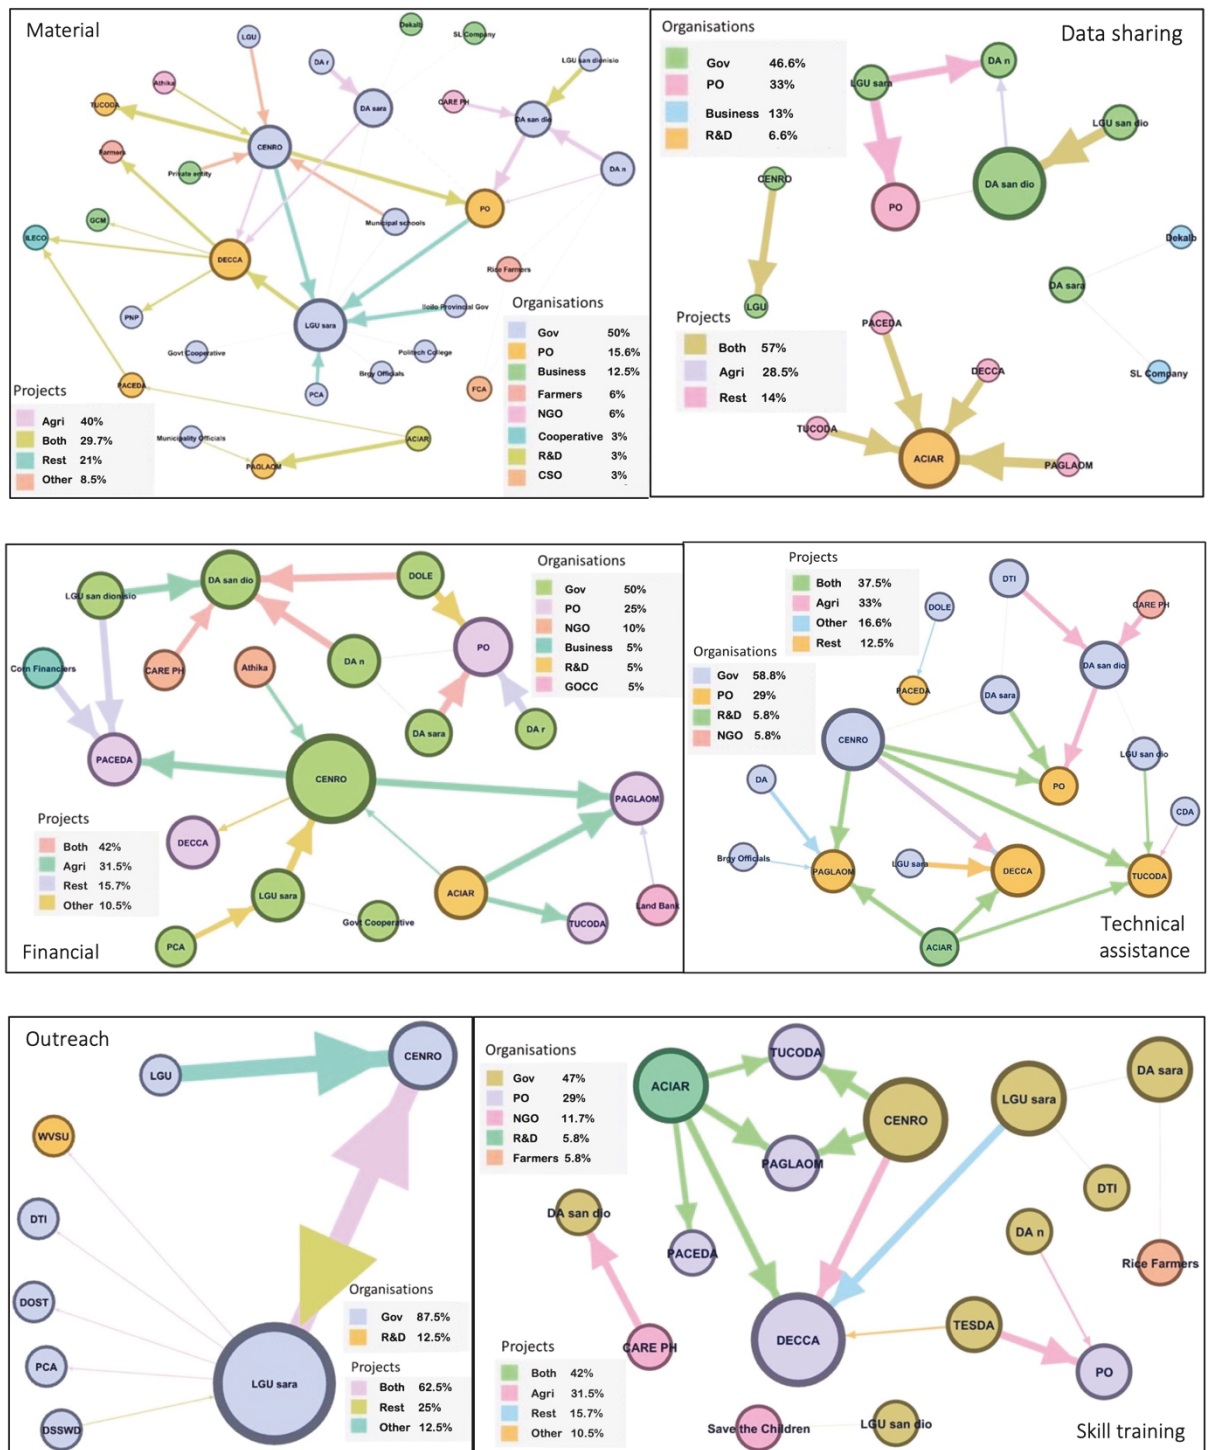 Material
LGU
DA r
Dekalb
SL Company
LGU san dionisio
Athika
TUCODA
DA sara
CARE PH
DA san dio
Farmers
CENRO
Private entity
DA n
PO
GCM
Municipal schools
ILECO
DECCA
Rice Farmers
PNP
LGU sara
Iloilo Provincial Gov
Govt Cooperative
Politech College
Brgy Officials
PACEDA
PCA
FCA
Municipality Officials
ACIAR
PAGLAOM
Projects
Agri 40%
Both 29.7%
Rest 21%
Other 8.5%
Organisations
Gov 50%
PO 15.6%
Business 12.5%
Farmers 6%
NGO 6%
Cooperative 3%
R&D 3%
CSO 3%
Organisations
Gov 46.6%
PO 33%
Business 13%
R&D 6.6%
Data sharing
LGU sara
DA n
LGU san dio
CENRO
DA san dio
PO
Dekalb
DA sara
LGU
SL Company
Projects
Both 57%
Agri 28.5%
Rest 14%
PACEDA
DECCA
TUCODA
ACIAR
PAGLAOM
DA san dio
DOLE
LGU san dionisio
Corn Financiers
CARE PH
Athika
DA n
PO
DA sara
DA r
PACEDA
CENRO
PAGLAOM
DECCA
LGU sara
ACIAR
Govt Cooperative
TUCODA
Land Bank
PCA
Organisations
Gov 50%
PO 25%
NGO 10%
Business 5%
R&D 5%
GOCC 5%
Projects
Both 42%
Agri 31.5%
Rest 15.7%
Other 10.5%
Financial
Projects
Both 37.5%
Agri 33%
Other 16.6%
Rest 12.5%
Organisations
Gov 58.8%
PO 29%
R&D 5.8%
NGO 5.8%
DTI
DOLE
CARE PH
PACEDA
DA san dio
DA sara
CENRO
LGU san dio
DA
PO
CDA
Brgy Officials
PAGLAOM
LGU sara
DECCA
TUCODA
ACIAR
Technical
assistance
Outreach
LGU
CENRO
WVSU
DTI
DOST
PCA
DSSWD
LGU sara
Organisations
Gov 87.5%
R&D 12.5%
Projects
Both 62.5%
Rest 25%
Other 12.5%
Organisations
Gov 47%
PO 29%
NGO 11.7%
R&D 5.8%
Farmers 5.8%
ACIAR
TUCODA
CENRO
LGU sara
DA sara
PAGLAOM
DTI
DA san dio
PACEDA
DA n
Rice Farmers
CARE PH
DECCA
TESDA
PO
Save the Children
LGU san dio
Projects
Both 42%
Agri 31.5%
Rest 15.7%
Other 10.5%
Skill training